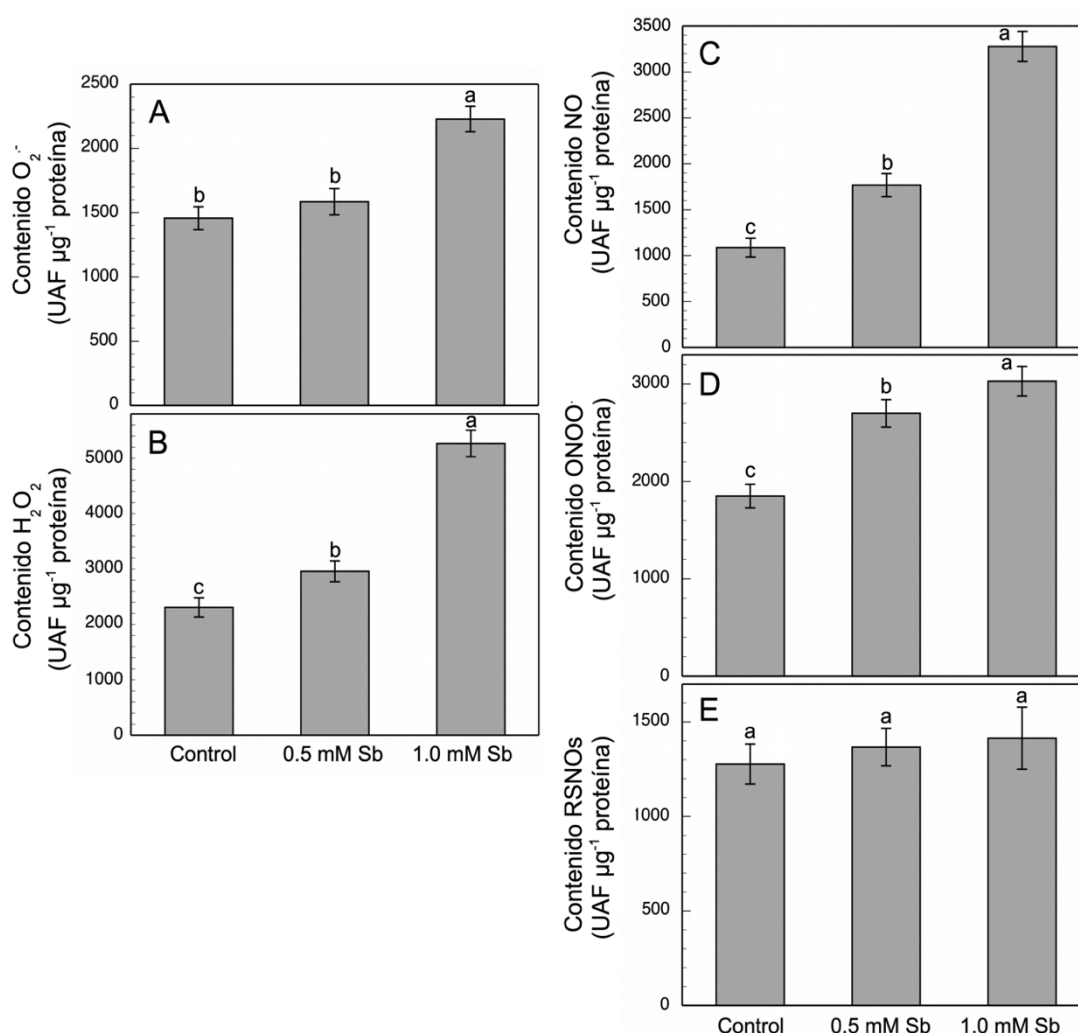 A
Contenido O₂·-
(UAF µg⁻¹ proteína)
2500
2000
1500
1000
500
0
b
b
a
B
Contenido H₂O₂
(UAF µg⁻¹ proteína)
5000
4000
3000
2000
1000
0
c
b
a
Control
0.5 mM Sb
1.0 mM Sb
C
Contenido NO
(UAF µg⁻¹ proteína)
3500
3000
2500
2000
1500
1000
500
0
c
b
a
D
Contenido ONOO·
(UAF µg⁻¹ proteína)
3000
2000
1000
0
c
b
a
E
Contenido RSNOs
(UAF µg⁻¹ proteína)
1500
1000
500
0
a
a
a
Control
0.5 mM Sb
1.0 mM Sb